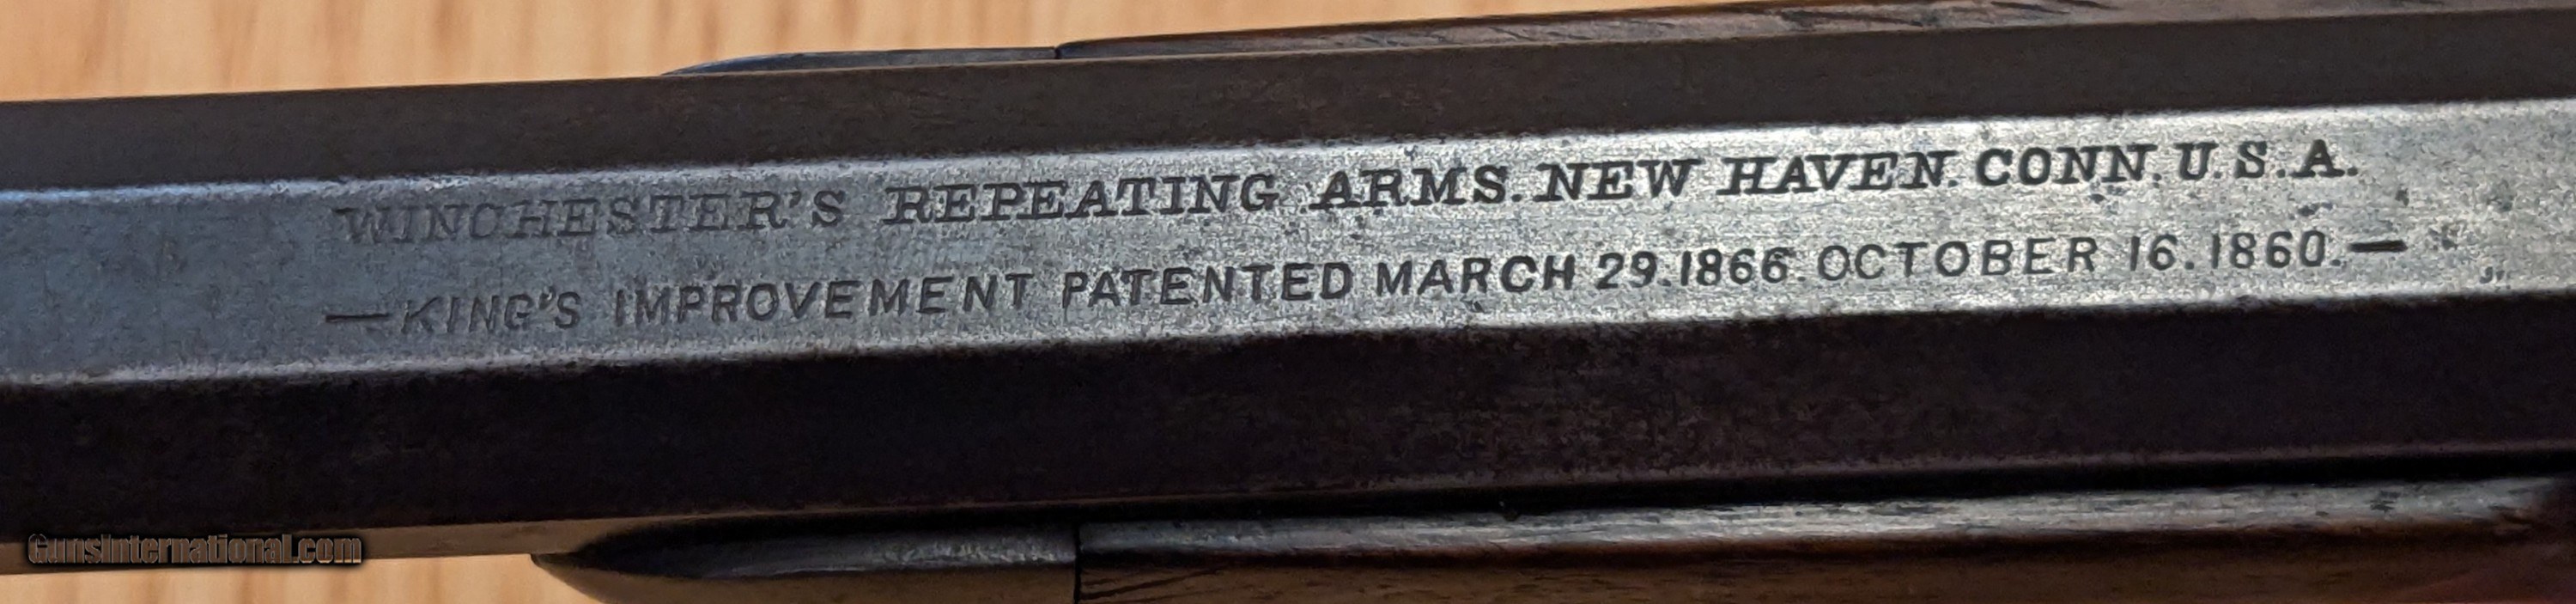 WINCHESTER'S REPEATING ARMS. NEW HAVEN. CONN. U.S.A.
—KING'S IMPROVEMENT PATENTED MARCH 29.1866. OCTOBER 16.1860.—
GunsInternational.com